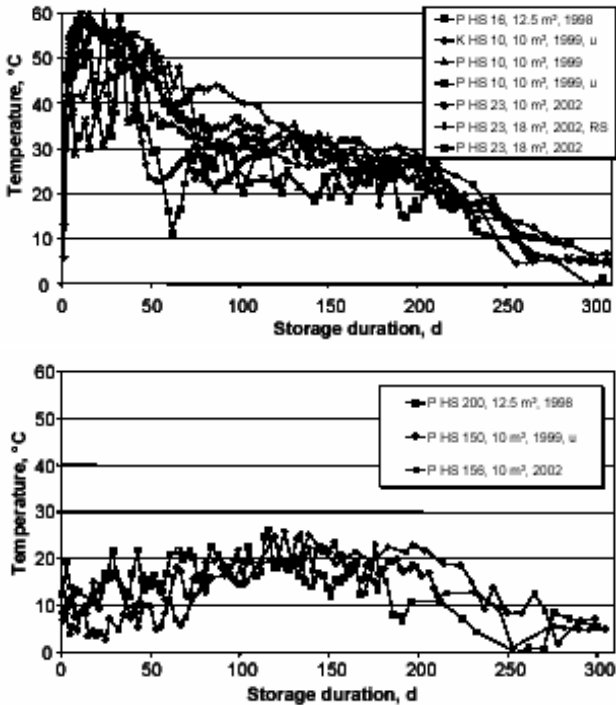 60
50
40
30
20
10
0
Temperature, °C
P HS 16, 12.5 m³, 1998
K HS 10, 10 m³, 1999, u
P HS 10, 10 m³, 1999
P HS 10, 10 m³, 1999, u
P HS 23, 10 m³, 2002
P HS 23, 18 m³, 2002, RS
P HS 23, 18 m³, 2002
0 50 100 150 200 250 300
Storage duration, d
60
50
40
30
20
10
0
Temperature, °C
P HS 200, 12.5 m³, 1998
P HS 150, 10 m³, 1999, u
P HS 156, 10 m³, 2002
0 50 100 150 200 250 300
Storage duration, d